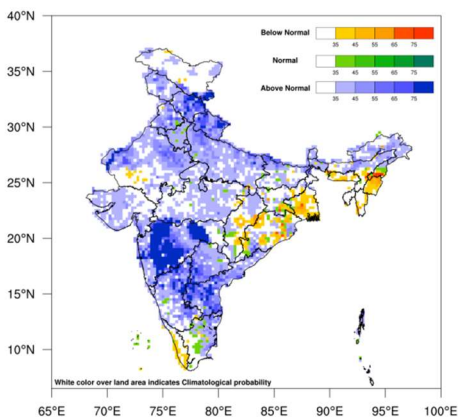 40°N
35°N
30°N
25°N
20°N
15°N
10°N
Below Normal
35 45 55 65 75
Normal
35 45 55 65 75
Above Normal
35 45 55 65 75
White color over land area indicates Climatological probability
65°E 70°E 75°E 80°E 85°E 90°E 95°E 100°E